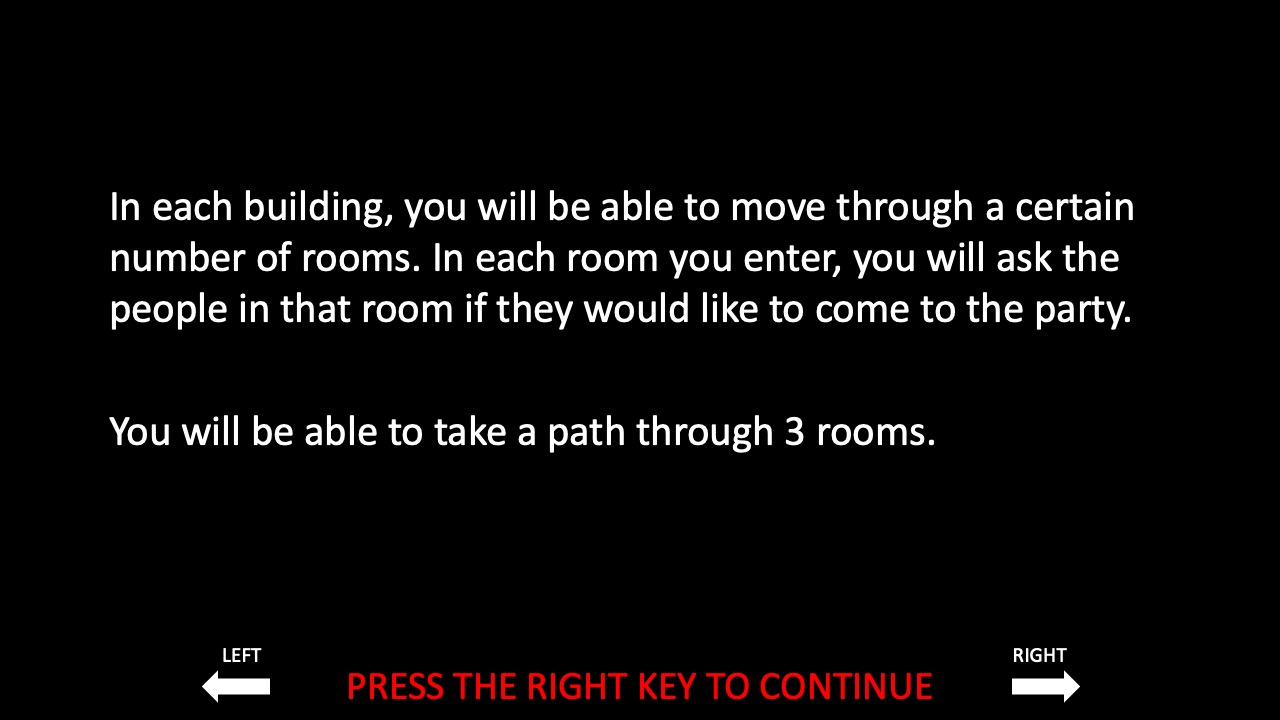 In each building, you will be able to move through a certain
number of rooms. In each room you enter, you will ask the
people in that room if they would like to come to the party.
You will be able to take a path through 3 rooms.
LEFT
RIGHT
PRESS THE RIGHT KEY TO CONTINUE